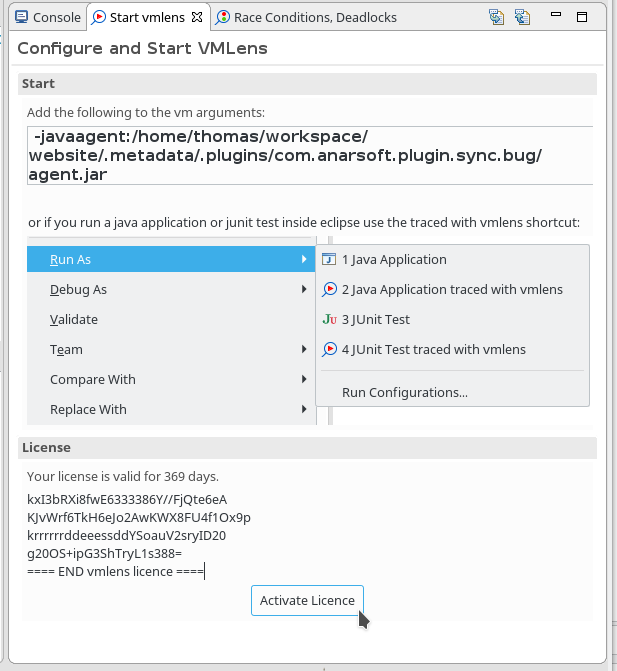 Console
Start vmlens
Race Conditions, Deadlocks
Configure and Start VMLens
Start
Add the following to the vm arguments:
-javaagent:/home/thomas/workspace/
website/.metadata/.plugins/com.anarsoft.plugin.sync.bug/
agent.jar
or if you run a java application or junit test inside eclipse use the traced with vmlens shortcut:
Run As
1 Java Application
Debug As
2 Java Application traced with vmlens
Validate
3 JUnit Test
Team
4 JUnit Test traced with vmlens
Compare With
Run Configurations...
Replace With
License
Your license is valid for 369 days.
kxI3bRXi8fwE6333386Y//FjQte6eA
KJvWrf6TkH6eJo2AwKWX8FU4f1Ox9p
krrrrrrddeeessddYSoauV2sryID20
g20OS+ipG3ShTryL1s388=
==== END vmlens licence ====
Activate Licence